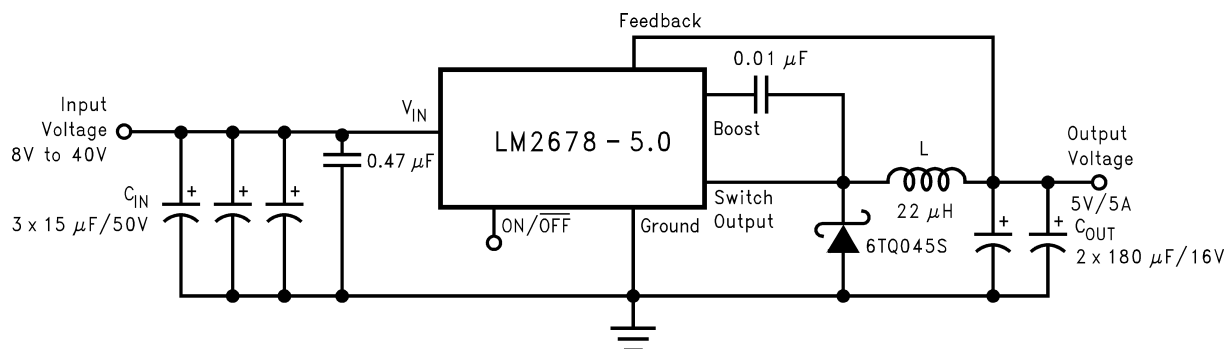 Feedback
0.01 μF
Input
Voltage
8V to 40V
V_IN
LM2678 – 5.0
Boost
0.47 μF
L
22 μH
Output
Voltage
5V/5A
C_IN
3 x 15 μF/50V
+
+
+
ON/O̅F̅F̅
Ground
Switch
Output
6TQ045S
+
+
C_OUT
2 x 180 μF/16V